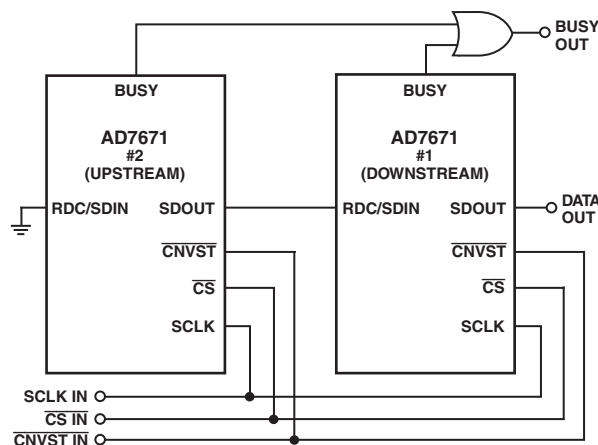 BUSY
OUT
BUSY
AD7671
#2
(UPSTREAM)
RDC/SDIN
SDOUT
CNVST
CS
SCLK
BUSY
AD7671
#1
(DOWNSTREAM)
RDC/SDIN
SDOUT
CNVST
CS
SCLK
DATA
OUT
SCLK IN
CS IN
CNVST IN